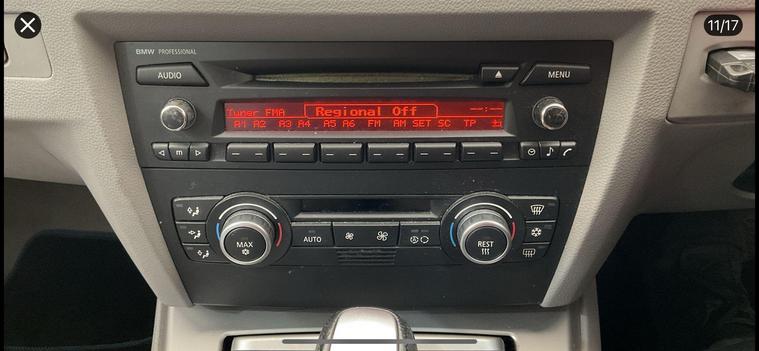 11/17
BMW PROFESSIONAL
AUDIO
MENU
Tuner FMA Regional Off --:--
A1 A2 A3 A4 A5 A6 FM AM SET SC TP
m
MAX
AUTO
REST